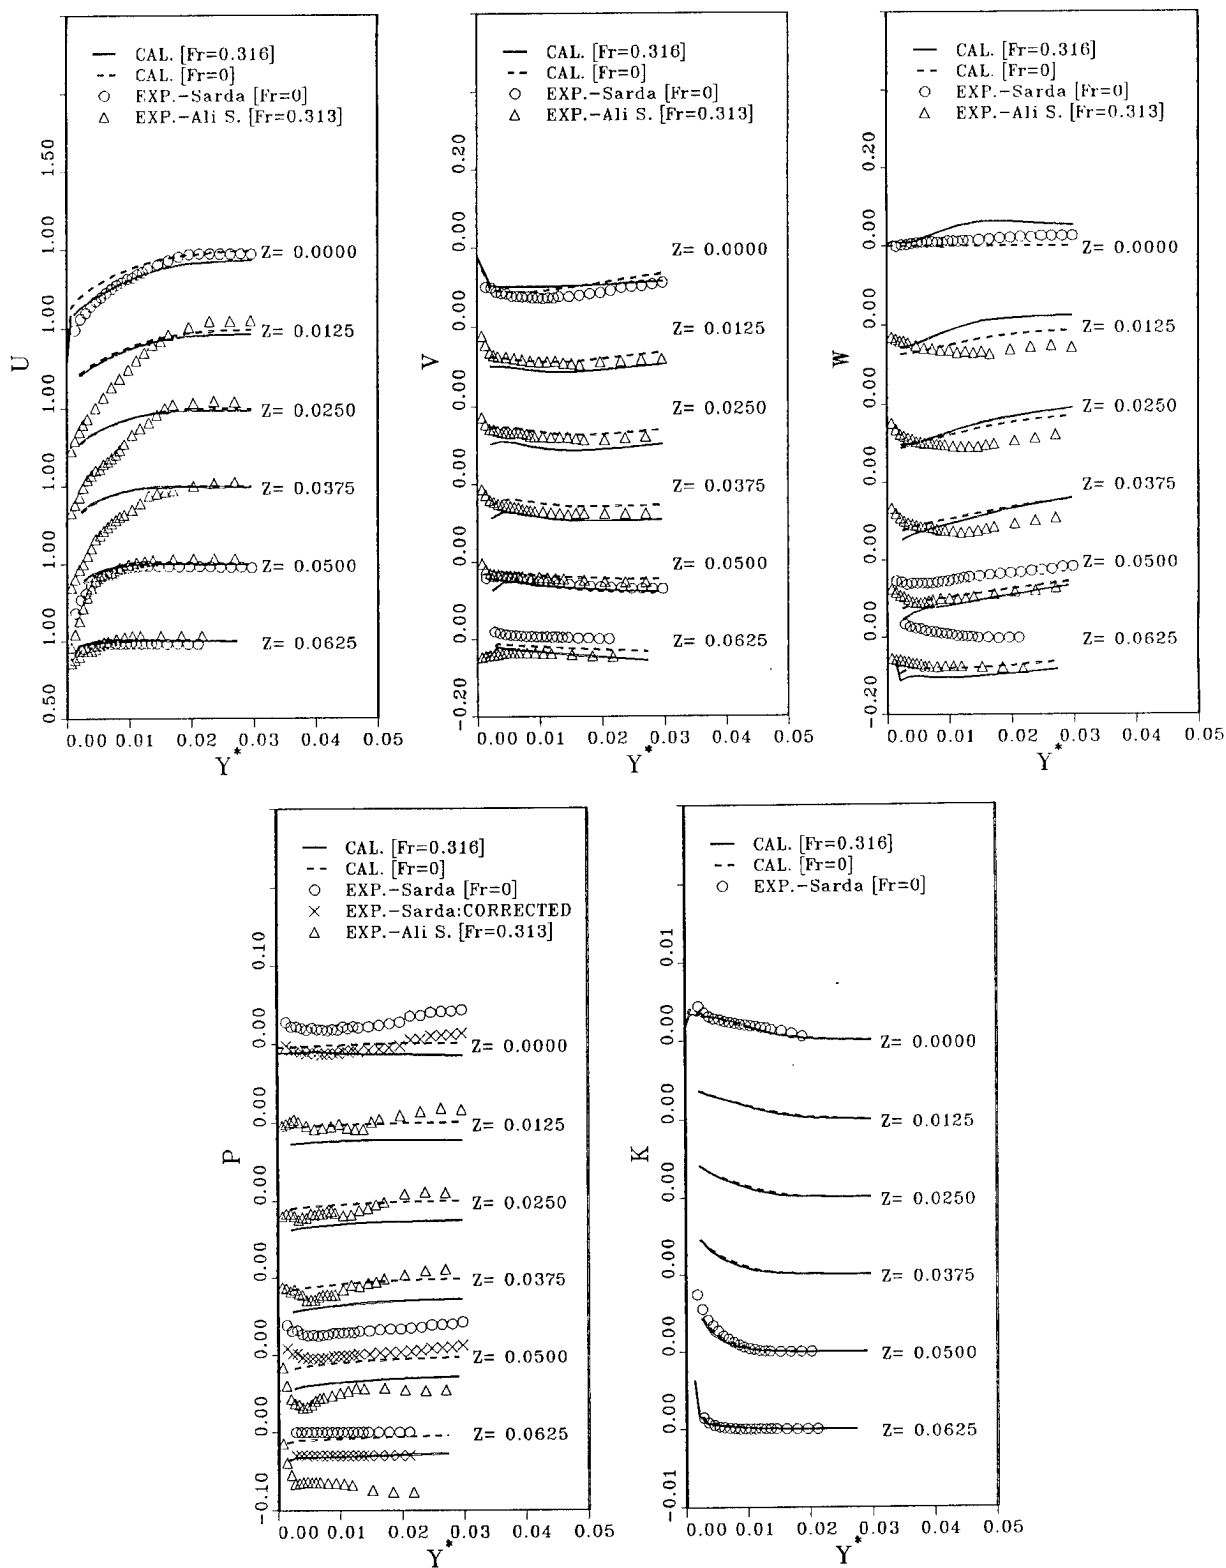 CAL. [Fr=0.316]
CAL. [Fr=0]
EXP.-Sarda [Fr=0]
EXP.-Ali S. [Fr=0.313]
U
1.50
1.00
1.00
1.00
1.00
1.00
1.00
0.50
Z= 0.0000
Z= 0.0125
Z= 0.0250
Z= 0.0375
Z= 0.0500
Z= 0.0625
0.00 0.01 0.02 0.03 0.04 0.05
Y*
CAL. [Fr=0.316]
CAL. [Fr=0]
EXP.-Sarda [Fr=0]
EXP.-Ali S. [Fr=0.313]
V
0.20
0.00
0.00
0.00
0.00
0.00
0.00
-0.20
Z= 0.0000
Z= 0.0125
Z= 0.0250
Z= 0.0375
Z= 0.0500
Z= 0.0625
0.00 0.01 0.02 0.03 0.04 0.05
Y*
CAL. [Fr=0.316]
CAL. [Fr=0]
EXP.-Sarda [Fr=0]
EXP.-Ali S. [Fr=0.313]
W
0.20
0.00
0.00
0.00
0.00
0.00
0.00
-0.20
Z= 0.0000
Z= 0.0125
Z= 0.0250
Z= 0.0375
Z= 0.0500
Z= 0.0625
0.00 0.01 0.02 0.03 0.04 0.05
Y*
CAL. [Fr=0.316]
CAL. [Fr=0]
EXP.-Sarda [Fr=0]
EXP.-Sarda:CORRECTED
EXP.-Ali S. [Fr=0.313]
P
0.10
0.00
0.00
0.00
0.00
0.00
0.00
-0.10
Z= 0.0000
Z= 0.0125
Z= 0.0250
Z= 0.0375
Z= 0.0500
Z= 0.0625
0.00 0.01 0.02 0.03 0.04 0.05
Y*
CAL. [Fr=0.316]
CAL. [Fr=0]
EXP.-Sarda [Fr=0]
K
0.01
0.00
0.00
0.00
0.00
0.00
0.00
-0.01
Z= 0.0000
Z= 0.0125
Z= 0.0250
Z= 0.0375
Z= 0.0500
Z= 0.0625
0.00 0.01 0.02 0.03 0.04 0.05
Y*